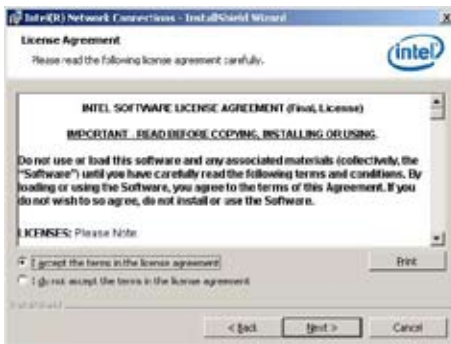 Intel(R) Network Connections - InstallShield Wizard
License Agreement
Please read the following license agreement carefully.
intel
INTEL SOFTWARE LICENSE AGREEMENT (Final, License)
IMPORTANT - READ BEFORE COPYING, INSTALLING OR USING.
Do not use or load this software and any associated materials (collectively, the
"Software") until you have carefully read the following terms and conditions. By
loading or using the Software, you agree to the terms of this Agreement. If you
do not wish to so agree, do not install or use the Software.
LICENSES: Please Note
I accept the terms in the license agreement
Print
I do not accept the terms in the license agreement
InstallShield
< Back
Next >
Cancel